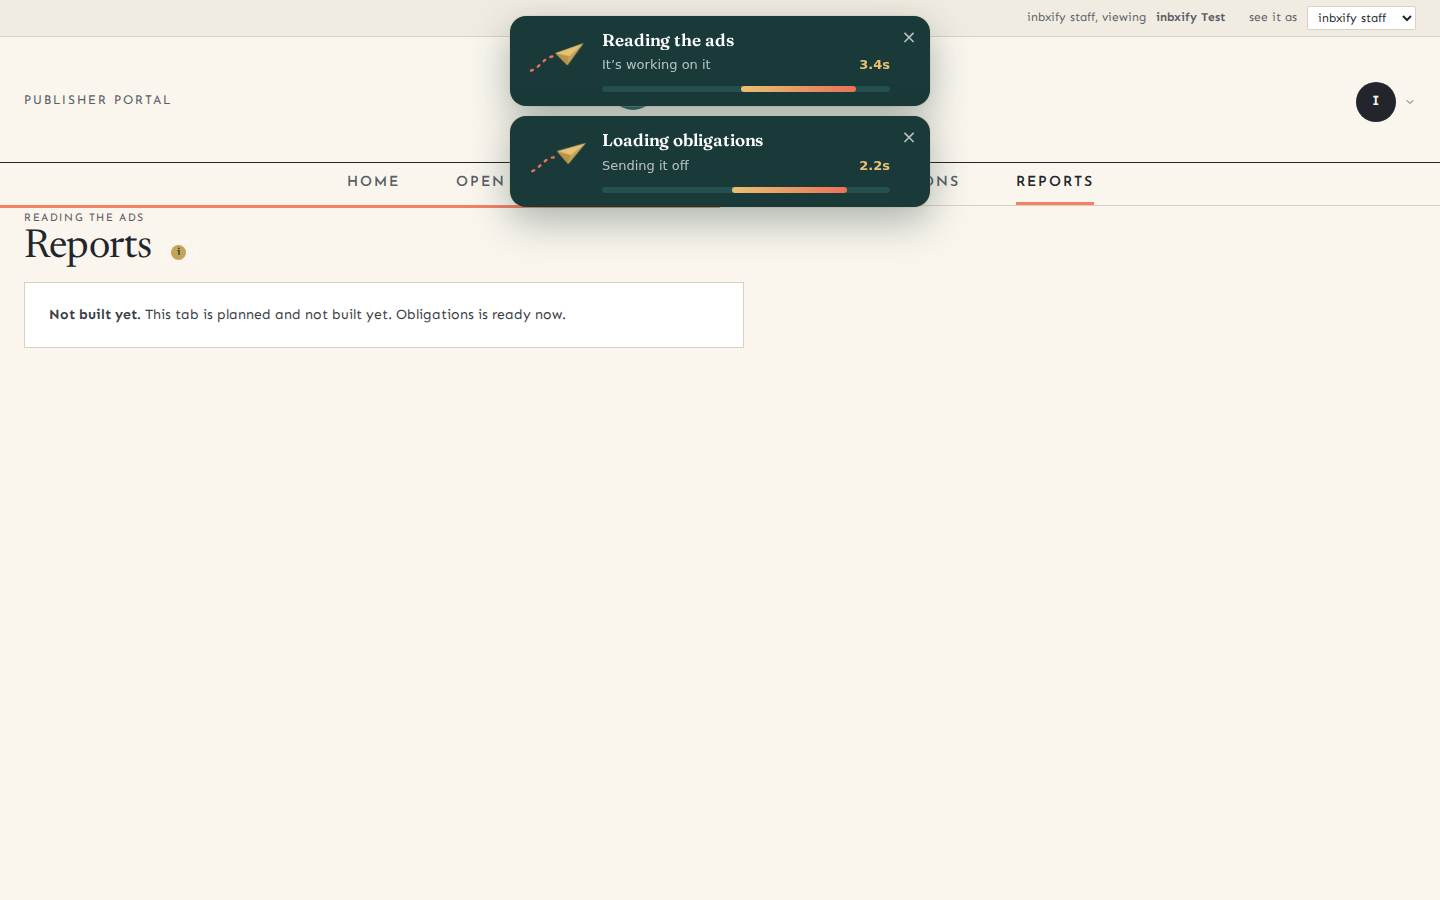 inbxify staff, viewing inbxify Test see it as inbxify staff
Reading the ads
It's working on it 3.4s
PUBLISHER PORTAL
I
Loading obligations
Sending it off 2.2s
HOME OPEN REPORTS
READING THE ADS
Reports i
Not built yet. This tab is planned and not built yet. Obligations is ready now.